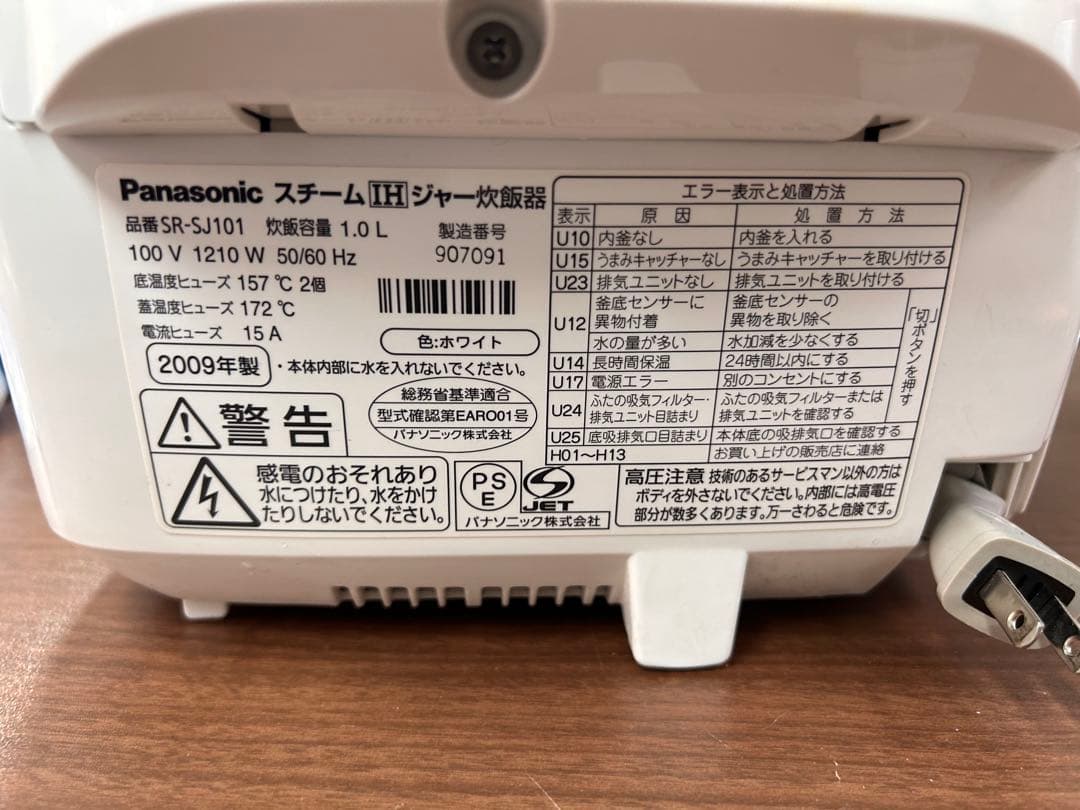 Panasonic スチーム IH ジャー炊飯器
品番 SR-SJ101 炊飯容量 1.0 L 製造番号
100 V 1210 W 50/60 Hz 907091
底温度ヒューズ 157 ℃ 2個
蓋温度ヒューズ 172 ℃
電流ヒューズ 15 A
色:ホワイト
2009年製 ・本体内部に水を入れないでください。
警告
総務省基準適合
型式確認第EARO01号
パナソニック株式会社
感電のおそれあり
水につけたり、水をかけ
たりしないでください。
PS
E
JET
パナソニック株式会社
エラー表示と処置方法
表示 原因 処置方法
U10 内釜なし 内釜を入れる
U15 うまみキャッチャーなし うまみキャッチャーを取り付ける
U23 排気ユニットなし 排気ユニットを取り付ける
U12 釜底センサーに異物付着 釜底センサーの異物を取り除く
水の量が多い 水加減を少なくする
U14 長時間保温 24時間以内にする
U17 電源エラー 別のコンセントにする
U24 ふたの吸気フィルター・排気ユニット目詰まり ふたの吸気フィルターまたは排気ユニットを確認する
「切」ボタンを押す
U25 底吸排気口目詰まり 本体底の吸排気口を確認する
H01～H13 お買い上げの販売店に連絡
高圧注意 技術のあるサービスマン以外の方は
ボディを外さないでください。内部には高電圧
部分が数多くあります。万一さわると危険です。